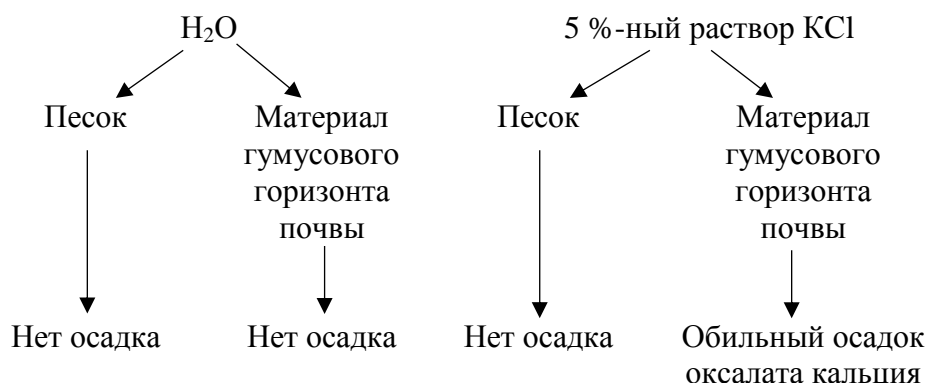 H₂O
5 %-ный раствор KCl
Песок
Материал
гумусового
горизонта
почвы
Песок
Материал
гумусового
горизонта
почвы
Нет осадка
Нет осадка
Нет осадка
Обильный осадок
оксалата кальция